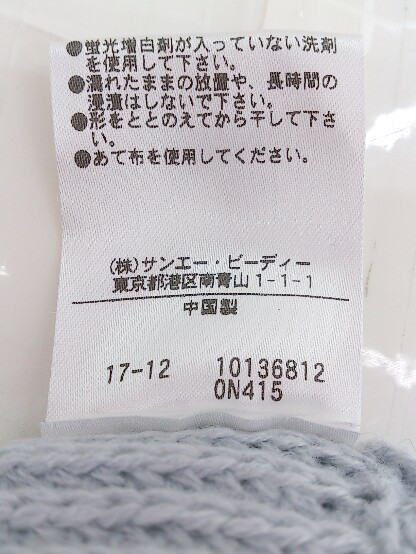 ●蛍光増白剤が入っていない洗剤
を使用して下さい。
●濡れたままの放置や、長時間の
浸漬はしないで下さい。
●形をととのえてから干して下さ
い。
●あて布を使用してください。
(株)サンエー・ビーディー
東京都港区南青山1-1-1
中国製
17-12 10136812
0N415